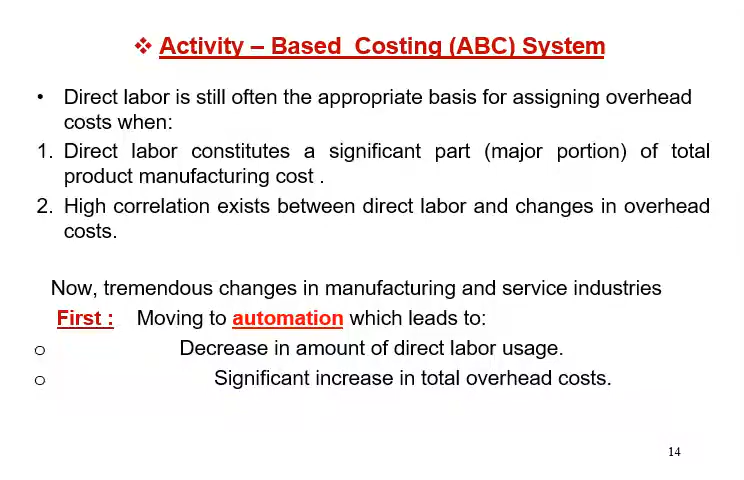 ❖ Activity – Based Costing (ABC) System
• Direct labor is still often the appropriate basis for assigning overhead
costs when:
1. Direct labor constitutes a significant part (major portion) of total
product manufacturing cost .
2. High correlation exists between direct labor and changes in overhead
costs.
Now, tremendous changes in manufacturing and service industries
First : Moving to automation which leads to:
o Decrease in amount of direct labor usage.
o Significant increase in total overhead costs.
14